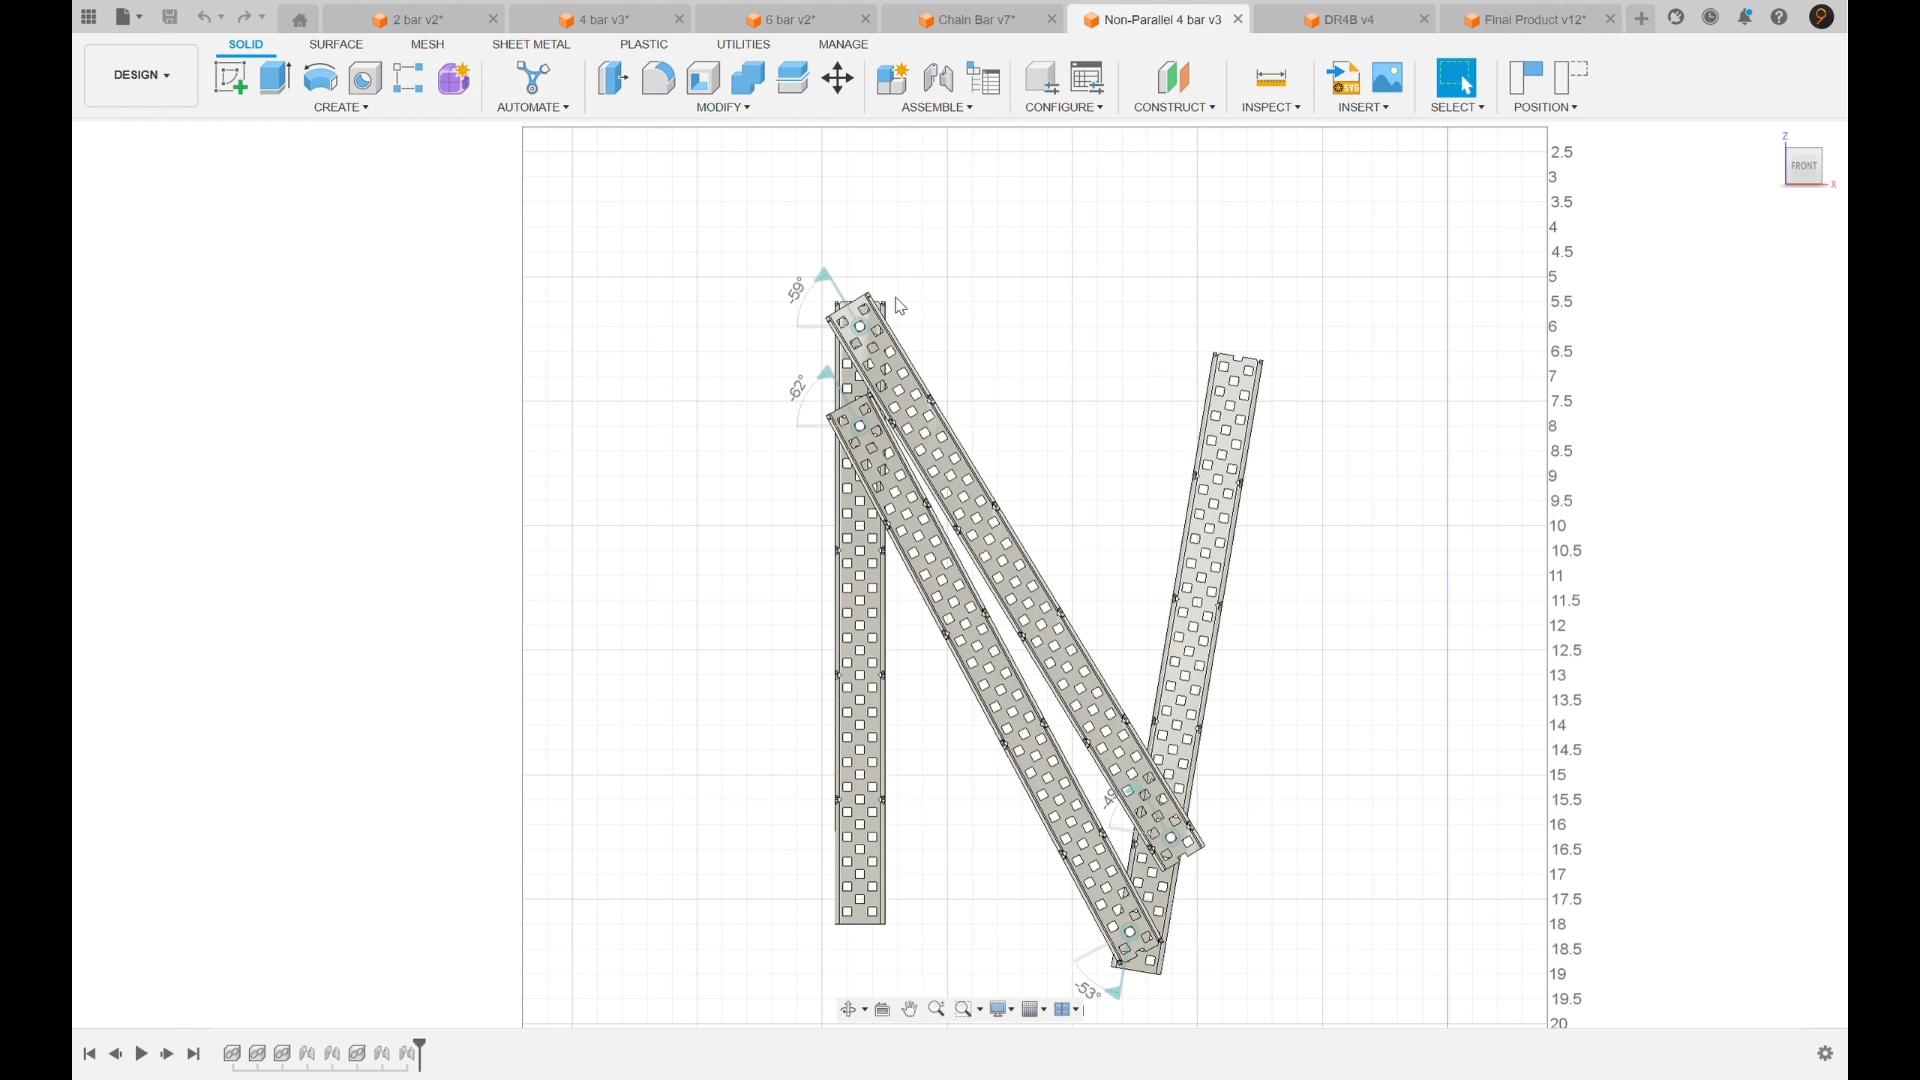 2 bar v2*
4 bar v3*
6 bar v2*
Chain Bar v7*
Non-Parallel 4 bar v3
DR4B v4
Final Product v12*
SOLID
SURFACE
MESH
SHEET METAL
PLASTIC
UTILITIES
MANAGE
DESIGN
CREATE
AUTOMATE
MODIFY
ASSEMBLE
CONFIGURE
CONSTRUCT
INSPECT
INSERT
SELECT
POSITION
SVG
Z
FRONT
X
2.5
3
3.5
4
4.5
5
5.5
6
6.5
7
7.5
8
8.5
9
9.5
10
10.5
11
11.5
12
12.5
13
13.5
14
14.5
15
15.5
16
16.5
17
17.5
18
18.5
19
19.5
20
-59°
-62°
-49
-53°